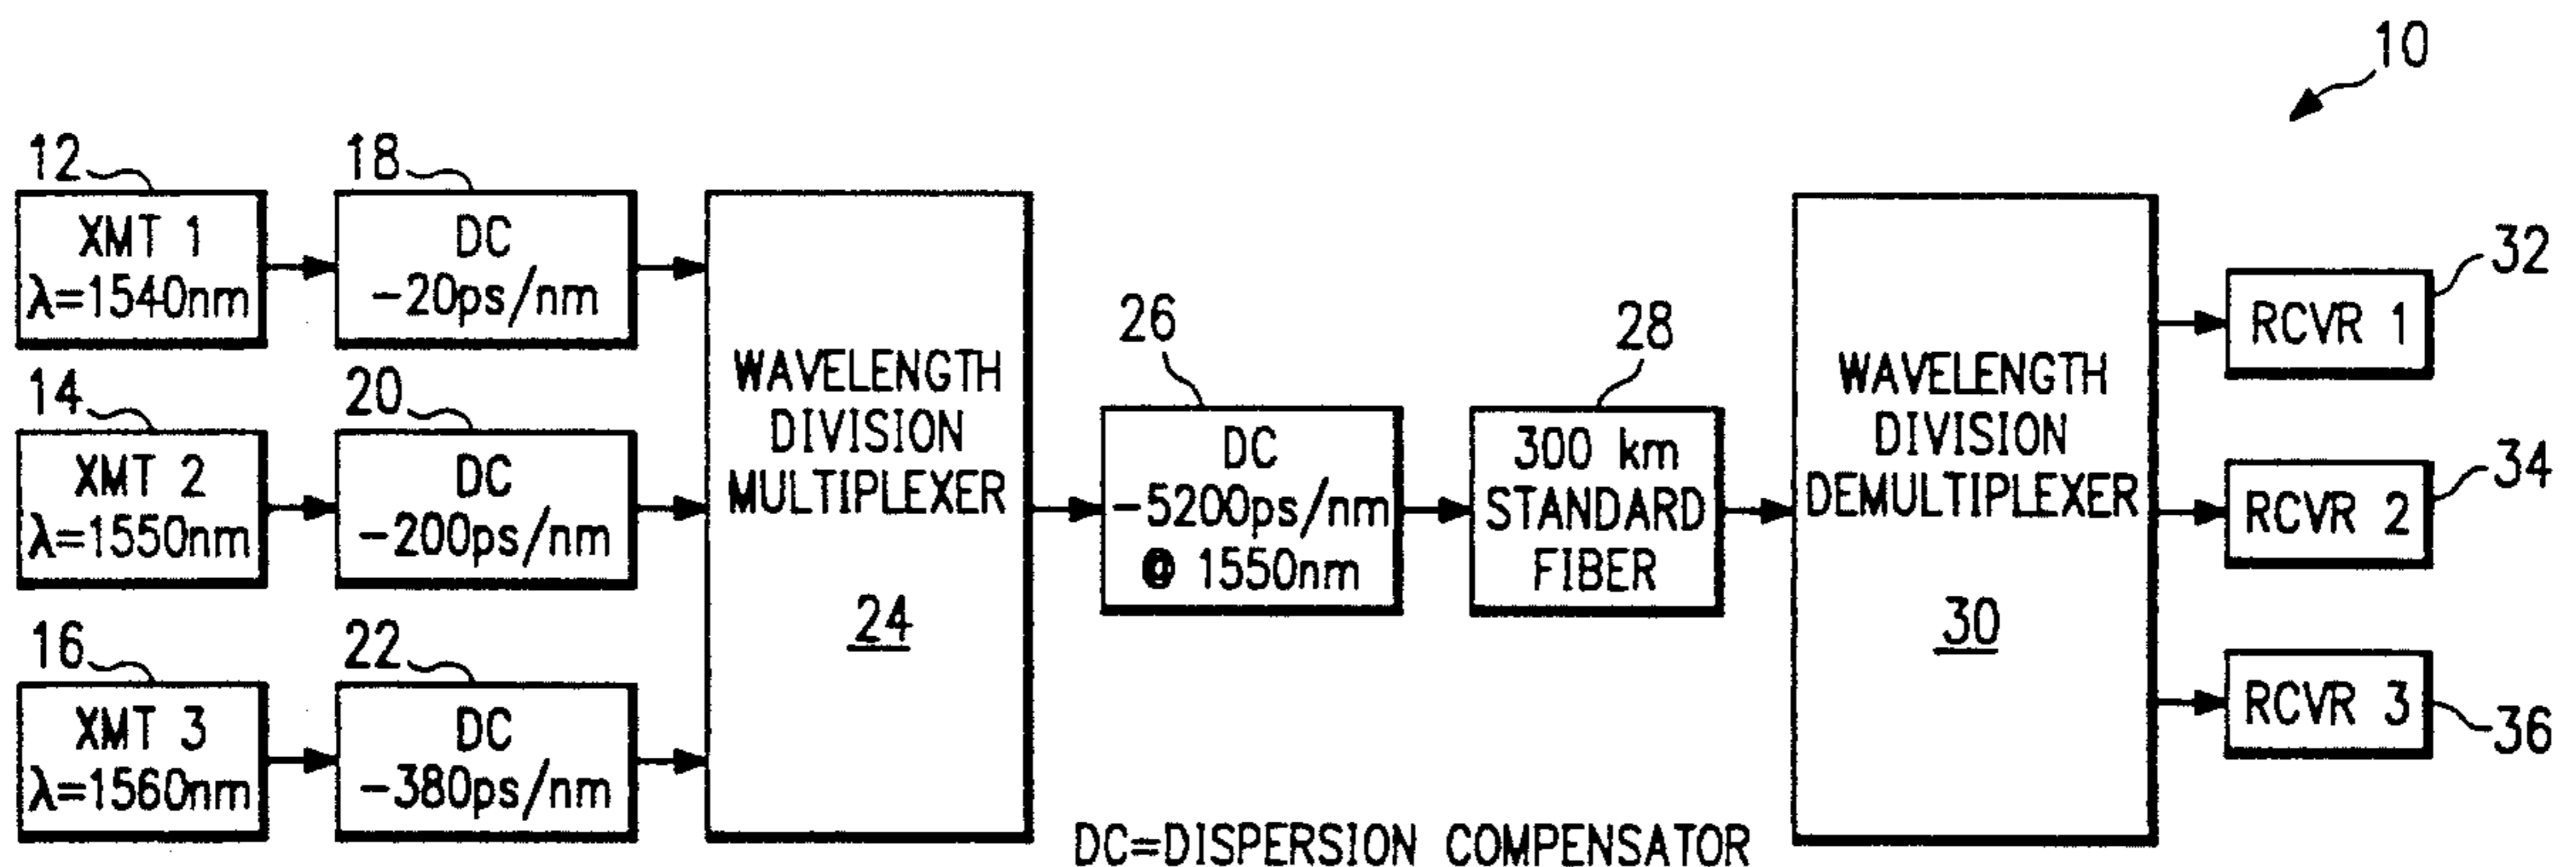 10
12
XMT 1
λ=1540nm
18
DC
-20ps/nm
14
XMT 2
λ=1550nm
20
DC
-200ps/nm
16
XMT 3
λ=1560nm
22
DC
-380ps/nm
WAVELENGTH
DIVISION
MULTIPLEXER
24
26
DC
-5200ps/nm
@ 1550nm
28
300 km
STANDARD
FIBER
WAVELENGTH
DIVISION
DEMULTIPLEXER
30
32
RCVR 1
34
RCVR 2
RCVR 3
36
DC=DISPERSION COMPENSATOR